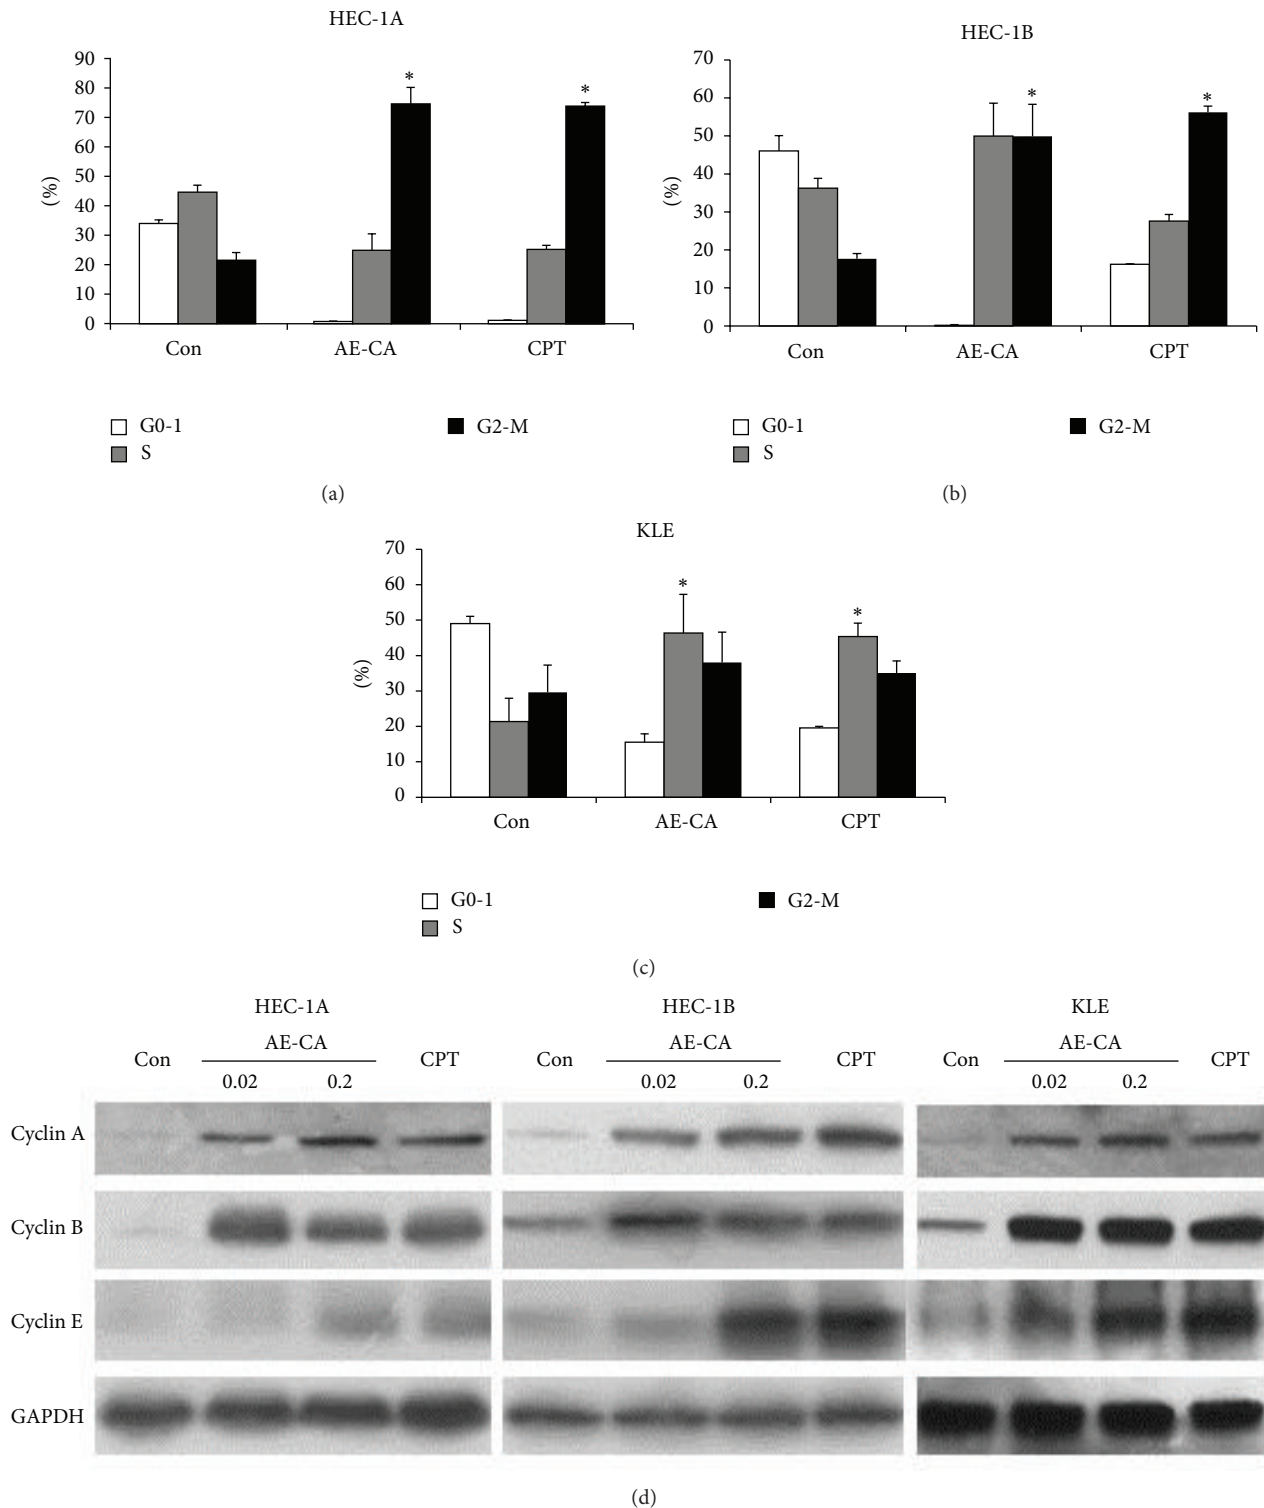 HEC-1A
90
80
70
60
50
40
30
20
10
0
(%)
*
*
Con AE-CA CPT
G0-1 G2-M
S
(a)
HEC-1B
70
60
50
40
30
20
10
0
(%)
*
*
Con AE-CA CPT
G0-1 G2-M
S
(b)
KLE
70
60
50
40
30
20
10
0
(%)
*
*
Con AE-CA CPT
G0-1 G2-M
S
(c)
HEC-1A HEC-1B KLE
AE-CA AE-CA AE-CA
Con CPT Con CPT Con CPT
0.02 0.2 0.02 0.2 0.02 0.2
Cyclin A
Cyclin B
Cyclin E
GAPDH
(d)